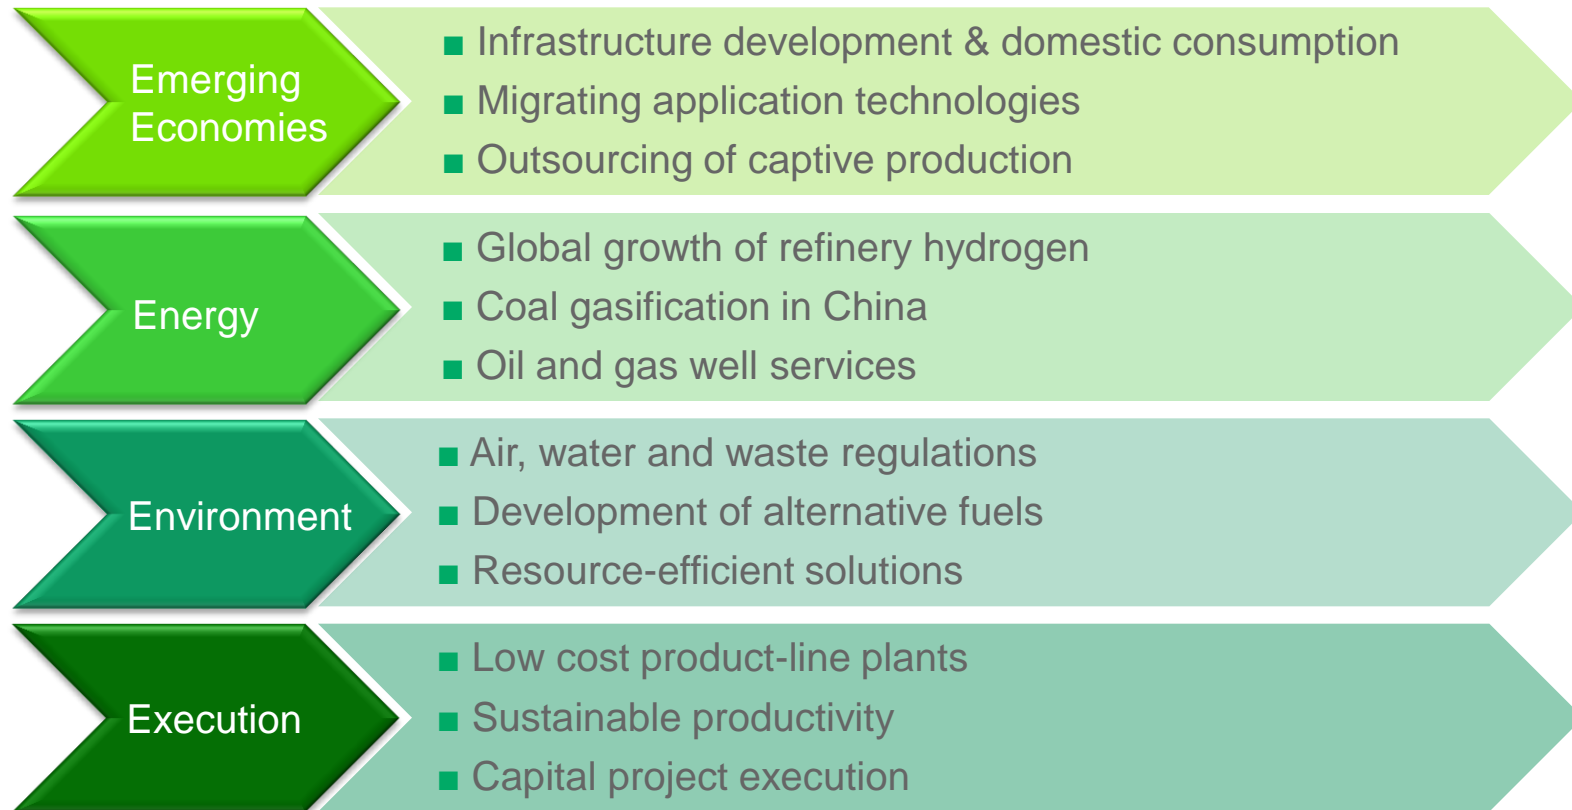 Emerging
Economies
■ Infrastructure development & domestic consumption
■ Migrating application technologies
■ Outsourcing of captive production
Energy
■ Global growth of refinery hydrogen
■ Coal gasification in China
■ Oil and gas well services
Environment
■ Air, water and waste regulations
■ Development of alternative fuels
■ Resource-efficient solutions
Execution
■ Low cost product-line plants
■ Sustainable productivity
■ Capital project execution